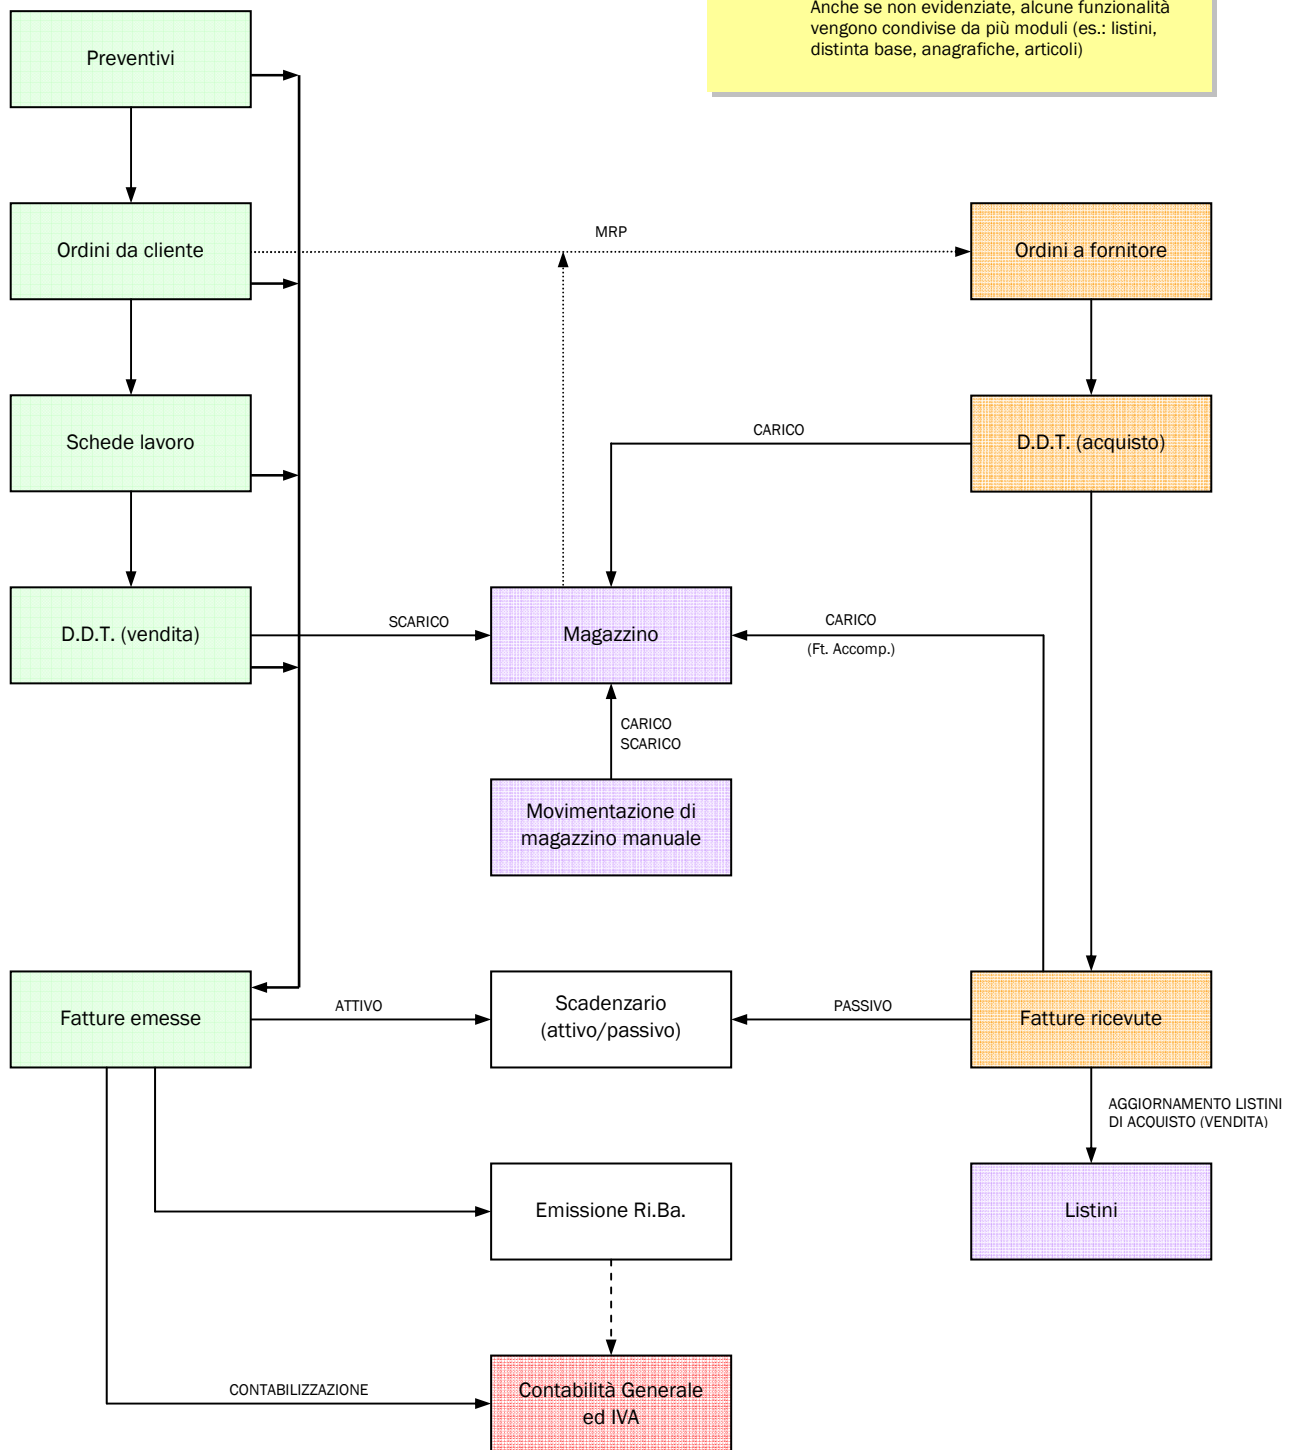 Anche se non evidenziate, alcune funzionalità
vengono condivise da più moduli (es.: listini,
distinta base, anagrafiche, articoli)
Preventivi
Ordini da cliente
MRP
Ordini a fornitore
Schede lavoro
CARICO
D.D.T. (acquisto)
D.D.T. (vendita)
SCARICO
Magazzino
CARICO
(Ft. Accomp.)
CARICO
SCARICO
Movimentazione di
magazzino manuale
Fatture emesse
ATTIVO
Scadenzario
(attivo/passivo)
PASSIVO
Fatture ricevute
AGGIORNAMENTO LISTINI
DI ACQUISTO (VENDITA)
Emissione Ri.Ba.
Listini
CONTABILIZZAZIONE
Contabilità Generale
ed IVA